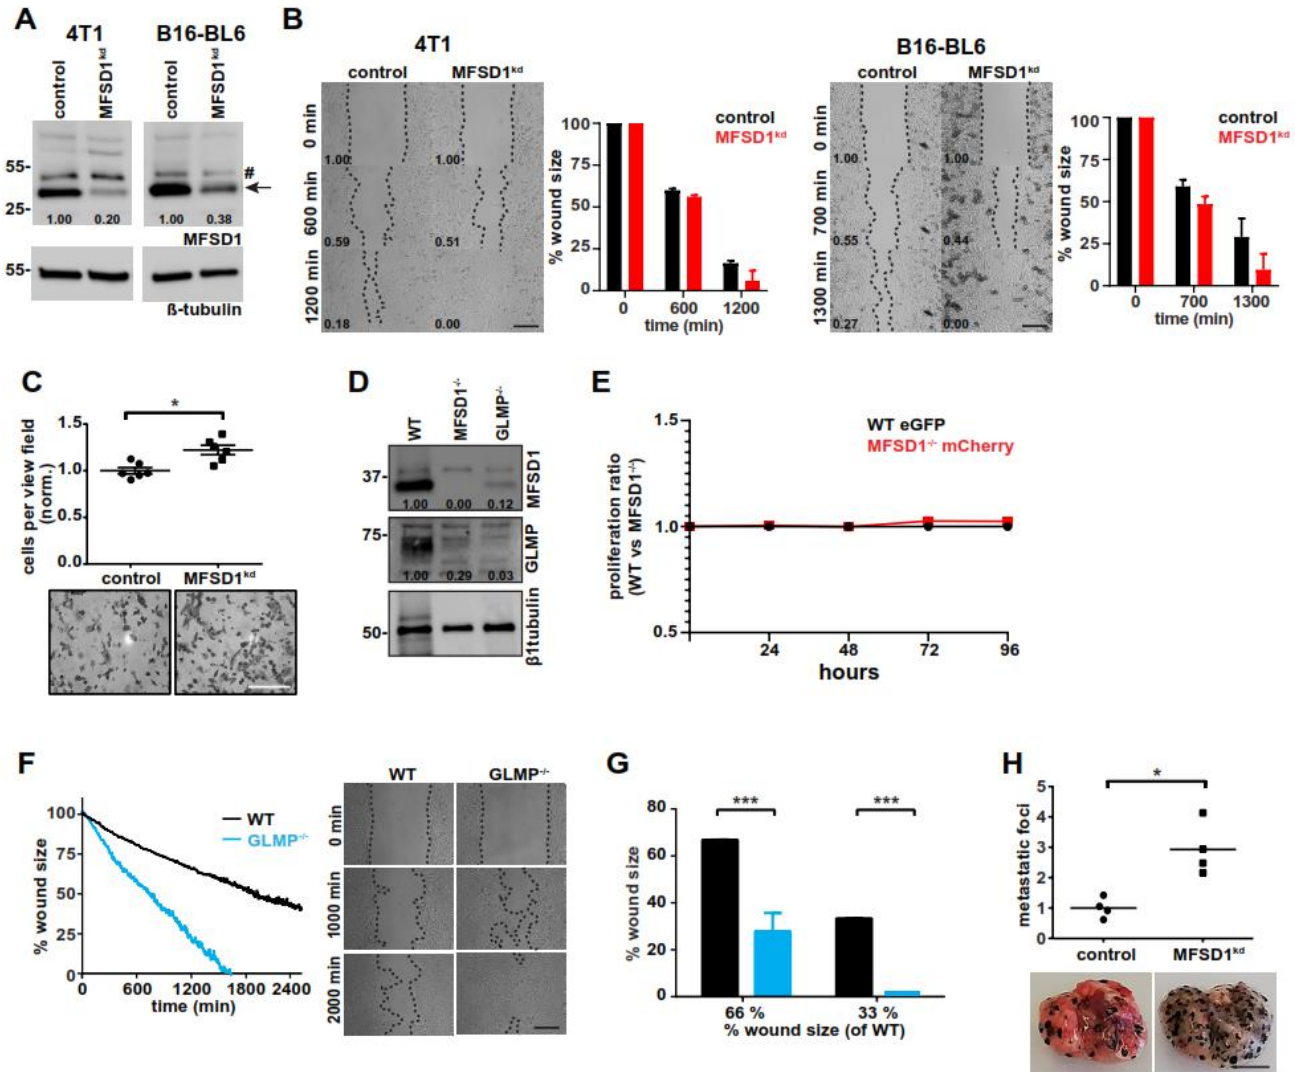 A
4T1
B16-BL6
control
MFSD1kd
control
MFSD1kd
55-
25-
#
1.00
0.20
1.00
0.38
MFSD1
55-
ß-tubulin
B
4T1
control
MFSD1kd
0 min
600 min
1200 min
1.00
1.00
0.59
0.51
0.18
0.00
% wound size
100
75
50
25
0
control
MFSD1kd
0
600
1200
time (min)
B16-BL6
control
MFSD1kd
0 min
700 min
1300 min
1.00
1.00
0.55
0.44
0.27
0.00
% wound size
100
75
50
25
0
control
MFSD1kd
0
700
1300
time (min)
C
*
cells per view field
(norm.)
1.5
1.0
0.5
0.0
control
MFSD1kd
D
WT
MFSD1-/-
GLMP-/-
37-
1.00
0.00
0.12
MFSD1
75-
1.00
0.29
0.03
GLMP
50-
β1tubulin
E
proliferation ratio
(WT vs MFSD1-/-)
1.5
1.0
0.5
WT eGFP
MFSD1-/- mCherry
24
48
72
96
hours
F
% wound size
100
75
50
25
0
WT
GLMP-/-
0
600
1200
1800
2400
time (min)
WT
GLMP-/-
0 min
1000 min
2000 min
G
% wound size
80
60
40
20
0
***
***
66 %
33 %
% wound size (of WT)
H
metastatic foci
5
4
3
2
1
0
*
control
MFSD1kd